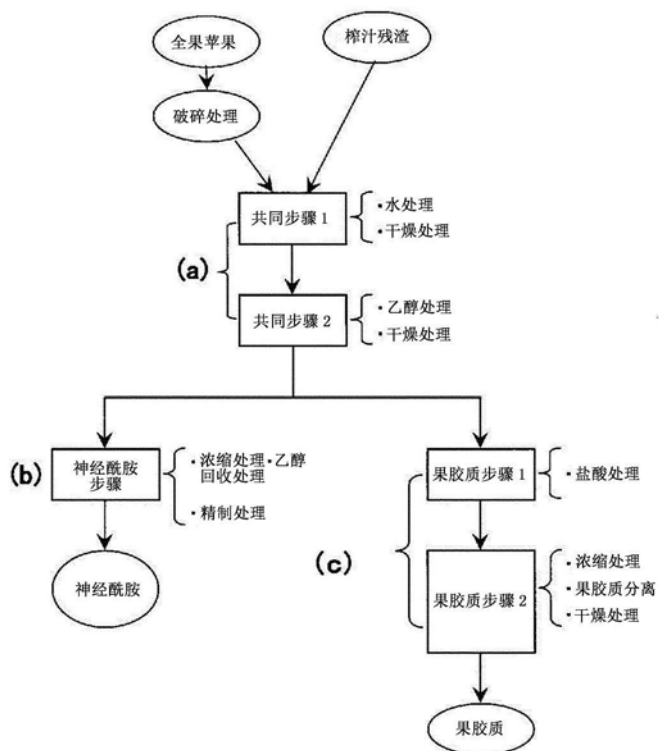 全果苹果
榨汁残渣
破碎处理
共同步骤 1
·水处理
·干燥处理
(a)
共同步骤 2
·乙醇处理
·干燥处理
(b)
神经酰胺
步骤
·浓缩处理·乙醇
回收处理
·精制处理
果胶质步骤 1
·盐酸处理
神经酰胺
(c)
果胶质步骤 2
·浓缩处理
·果胶质分离
·干燥处理
果胶质